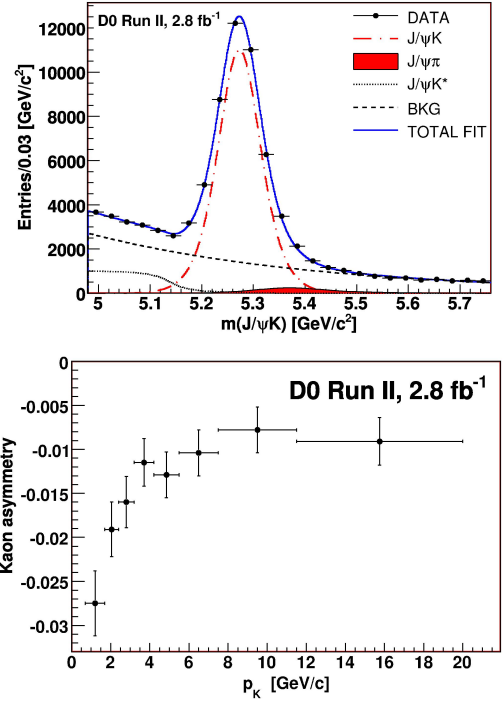 D0 Run II, 2.8 fb⁻¹
DATA
J/ψK
J/ψπ
J/ψK*
BKG
TOTAL FIT
Entries/0.03 [GeV/c²]
12000
10000
8000
6000
4000
2000
0
5 5.1 5.2 5.3 5.4 5.5 5.6 5.7
m(J/ψK) [GeV/c²]
D0 Run II, 2.8 fb⁻¹
Kaon asymmetry
0
-0.005
-0.01
-0.015
-0.02
-0.025
-0.03
0 2 4 6 8 10 12 14 16 18 20
p_K [GeV/c]